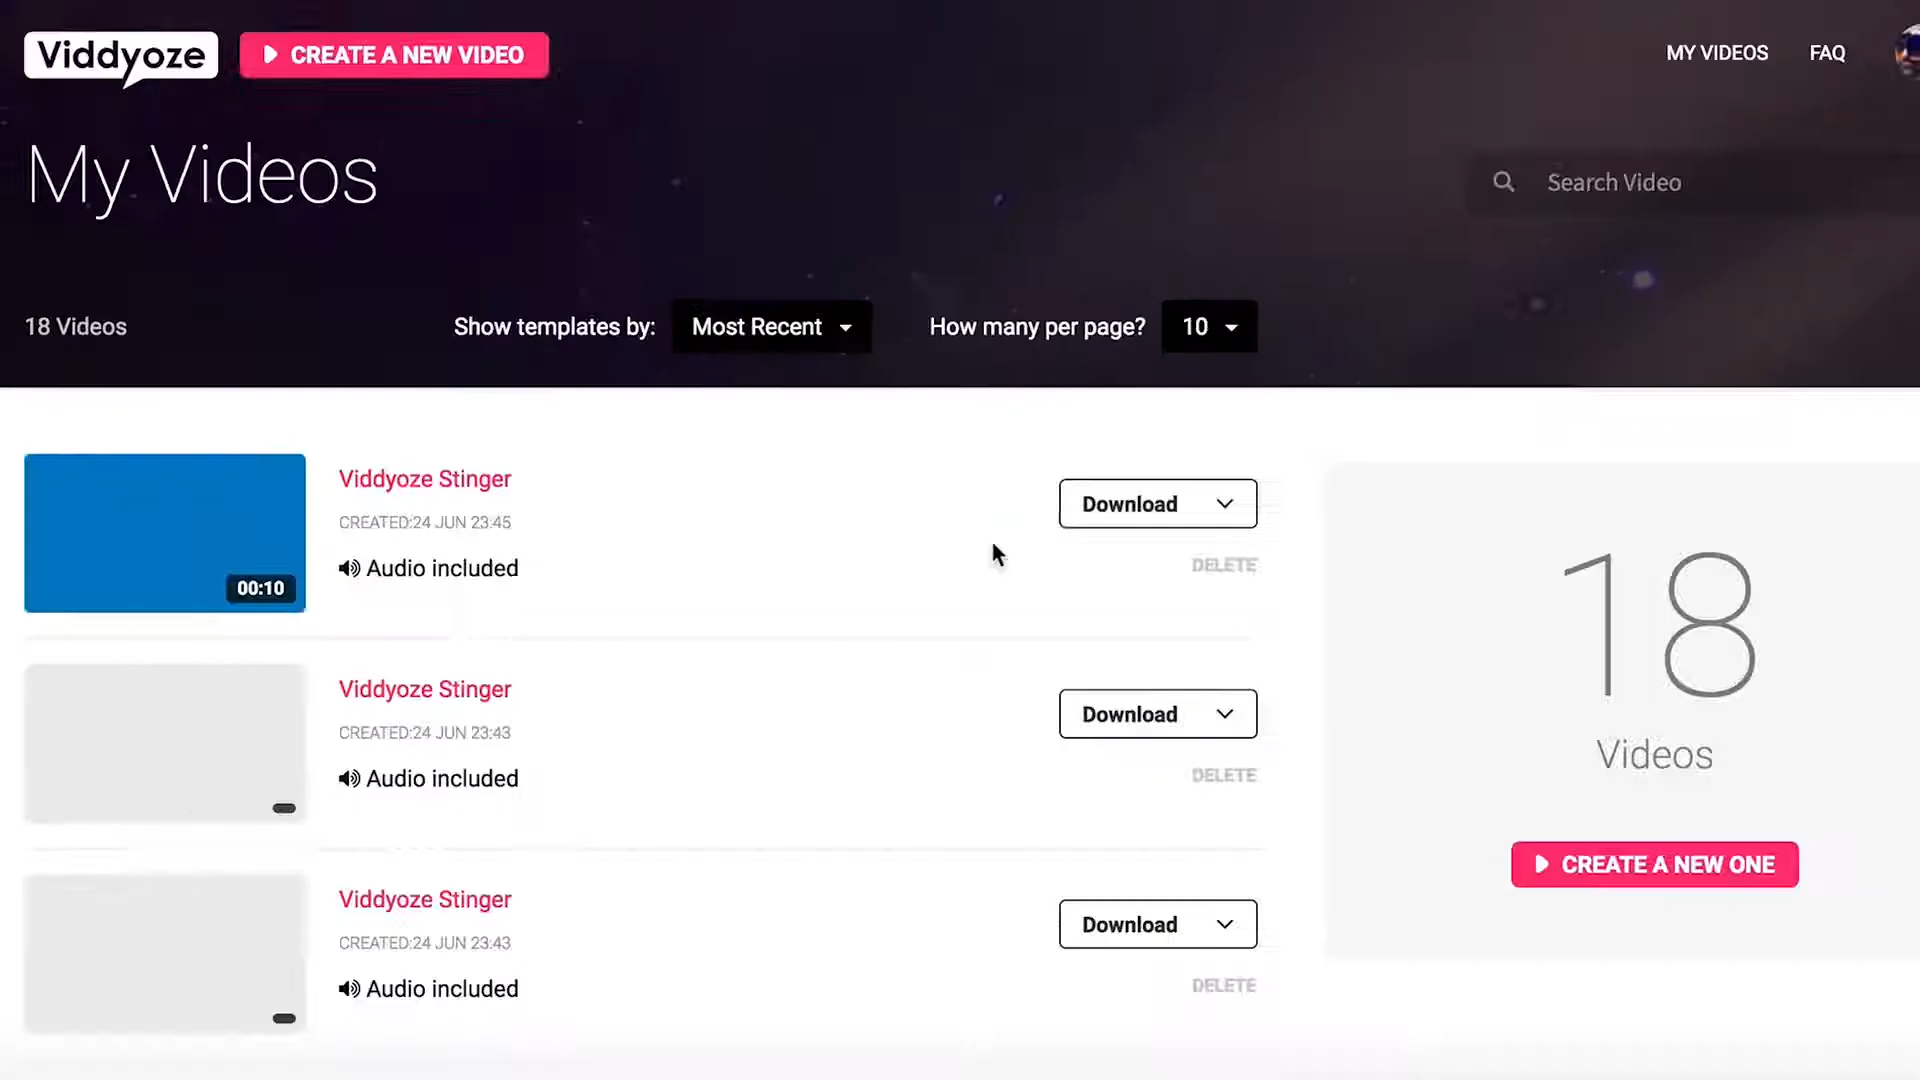 Viddyoze
CREATE A NEW VIDEO
MY VIDEOS
FAQ
My Videos
Search Video
18 Videos
Show templates by:
Most Recent
How many per page?
10
Viddyoze Stinger
CREATED:24 JUN 23:45
Audio included
00:10
Download
DELETE
Viddyoze Stinger
CREATED:24 JUN 23:43
Audio included
Download
DELETE
Viddyoze Stinger
CREATED:24 JUN 23:43
Audio included
Download
DELETE
18
Videos
CREATE A NEW ONE